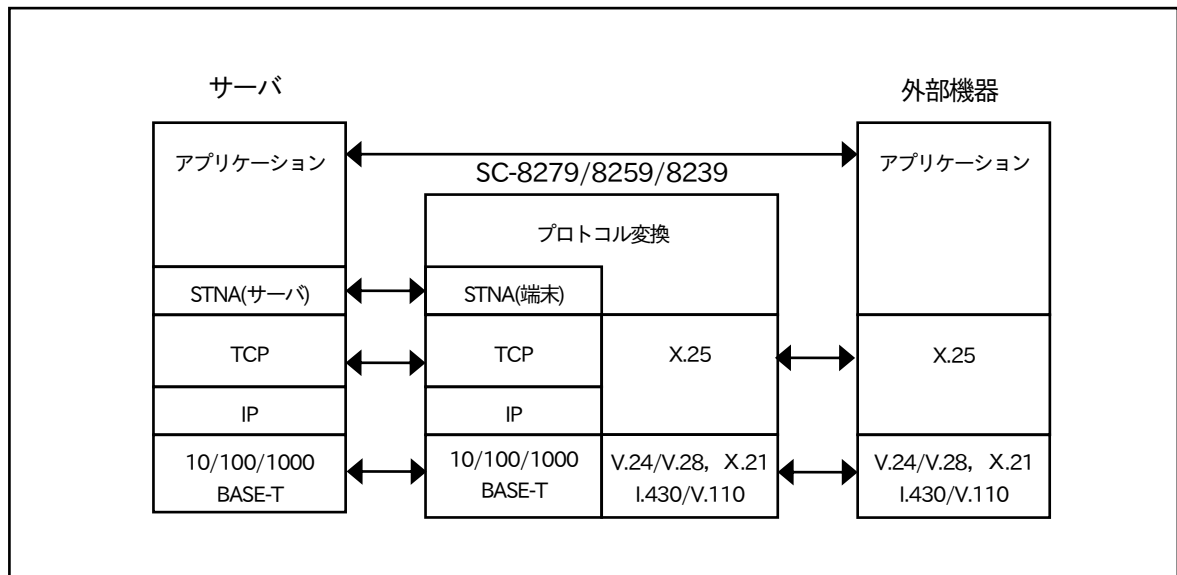 サーバ
外部機器
アプリケーション
アプリケーション
SC-8279/8259/8239
プロトコル変換
STNA(サーバ)
STNA(端末)
TCP
TCP
X.25
X.25
IP
IP
10/100/1000
BASE-T
10/100/1000
BASE-T
V.24/V.28, X.21
I.430/V.110
V.24/V.28, X.21
I.430/V.110